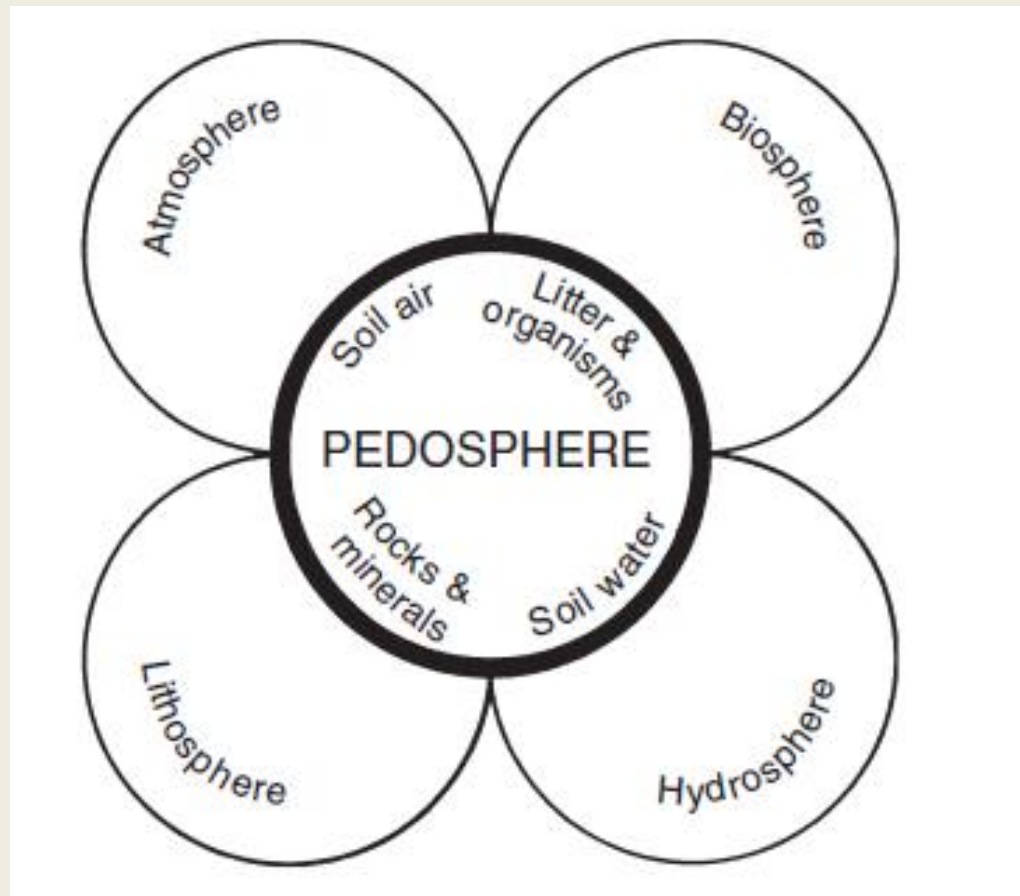 Atmosphere
Biosphere
Soil air
Litter &
organisms
PEDOSPHERE
Rocks &
minerals
Soil water
Lithosphere
Hydrosphere